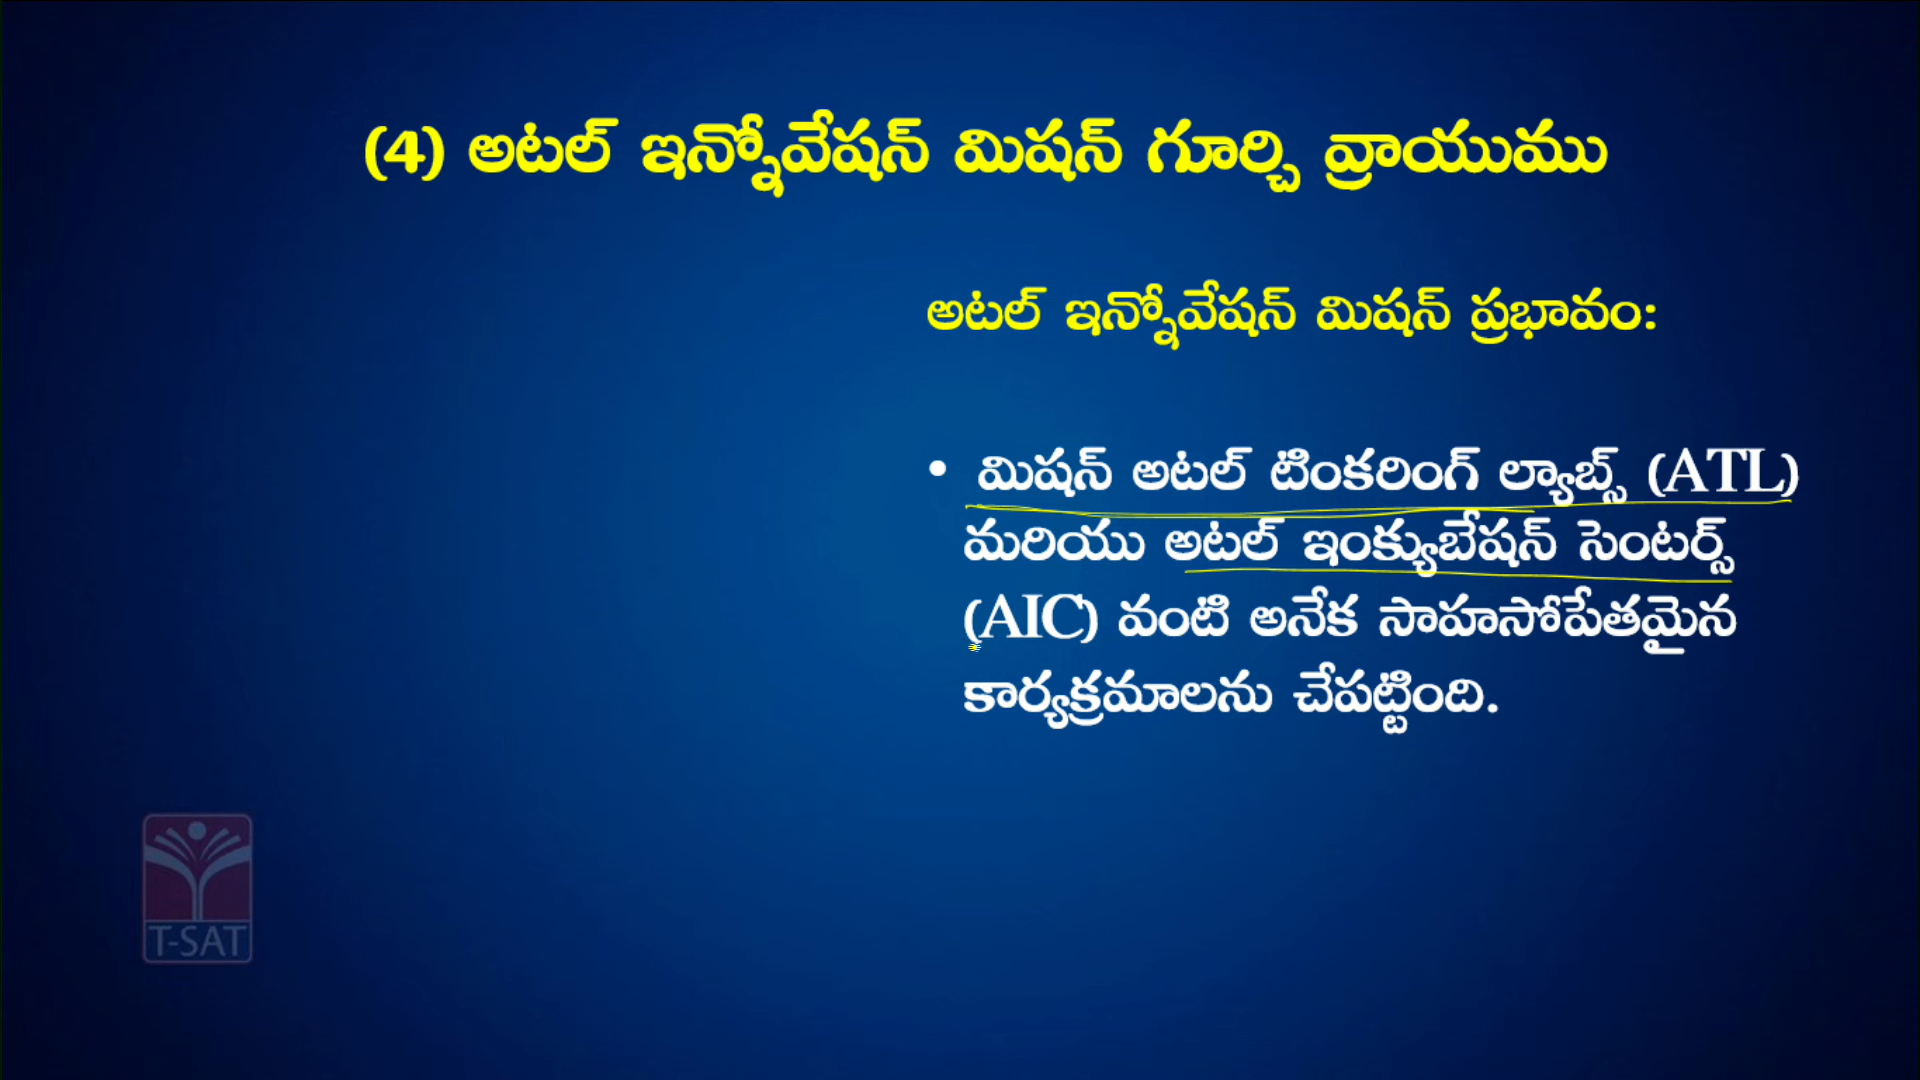 (4) అటల్ ఇన్నోవేషన్ మిషన్ గూర్చి వ్రాయుము
అటల్ ఇన్నోవేషన్ మిషన్ ప్రభావం:
• మిషన్ అటల్ టింకరింగ్ ల్యాబ్స్ (ATL)
మరియు అటల్ ఇంక్యుబేషన్ సెంటర్స్
(AIC) వంటి అనేక సాహసోపేతమైన
కార్యక్రమాలను చేపట్టింది.
T-SAT